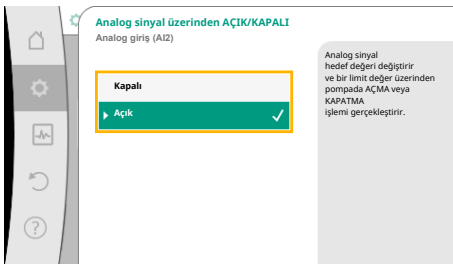 Analog sinyal üzerinden AÇIK/KAPALI
Analog giriş (AI2)
Kapalı
Açık
Analog sinyal
hedef değeri değiştirir
ve bir limit değer üzerinden
pompada AÇMA veya
KAPATMA
işlemi gerçekleştirir.
?